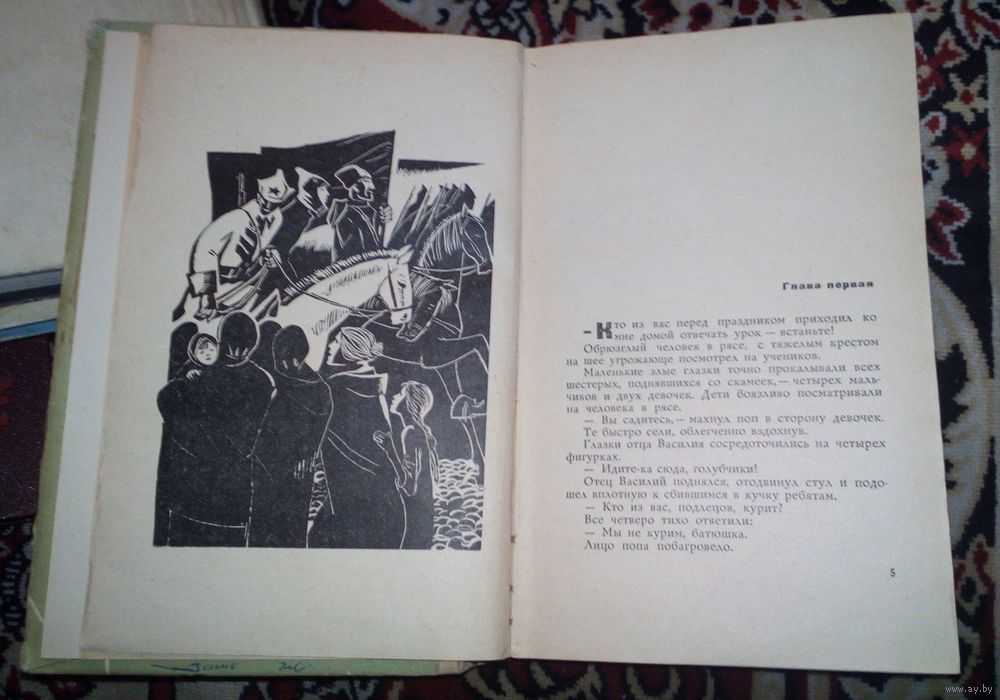 Глава первая
— Кто из вас перед праздником приходил ко
мне домой отвечать урок — встаньте!
Обрюзглый человек в рясе, с тяжелым крестом
на шее угрожающе посмотрел на учеников.
Маленькие злые глазки точно прокалывали всех
шестерых, поднявшихся со скамеек,— четырех маль-
чиков и двух девочек. Дети боязливо посматривали
на человека в рясе.
— Вы садитесь,— махнул поп в сторону девочек.
Те быстро сели, облегченно вздохнув.
Глазки отца Василия сосредоточились на четырех
фигурках.
— Идите-ка сюда, голубчики!
Отец Василий поднялся, отодвинул стул и подо-
шел вплотную к сбившимся в кучку ребятам.
— Кто из вас, подлецов, курит?
Все четверо тихо ответили:
— Мы не курим, батюшка.
Лицо попа побагровело.
5
www.ay.by